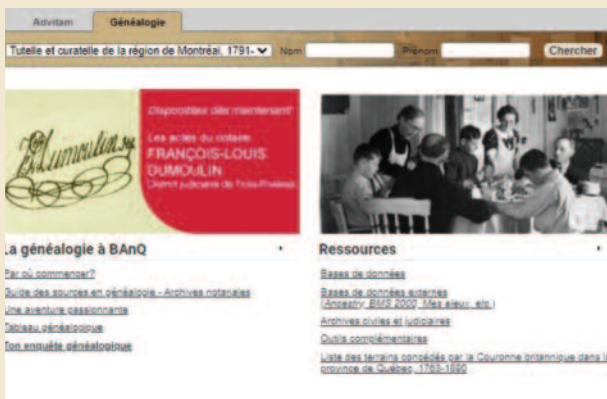 Advitam
Généalogie
Tutelle et curatelle de la région de Montréal, 1791-
Nom
Prénom
Chercher
Disponibles dès maintenant!
Les actes du notaire
FRANÇOIS-LOUIS
DUMOULIN
District judiciaire de Trois-Rivières
Dumoulin
La généalogie à BAnQ
Par où commencer?
Guide des sources en généalogie - Archives notariales
Une aventure passionnante
Tableau généalogique
Ton enquête généalogique
Ressources
Bases de données
Bases de données externes
(Ancestry, BMS 2000, Mes aïeux, etc.)
Archives civiles et judiciaires
Outils complémentaires
Liste des terrains concédés par la Couronne britannique dans l
province de Québec, 1763-1890